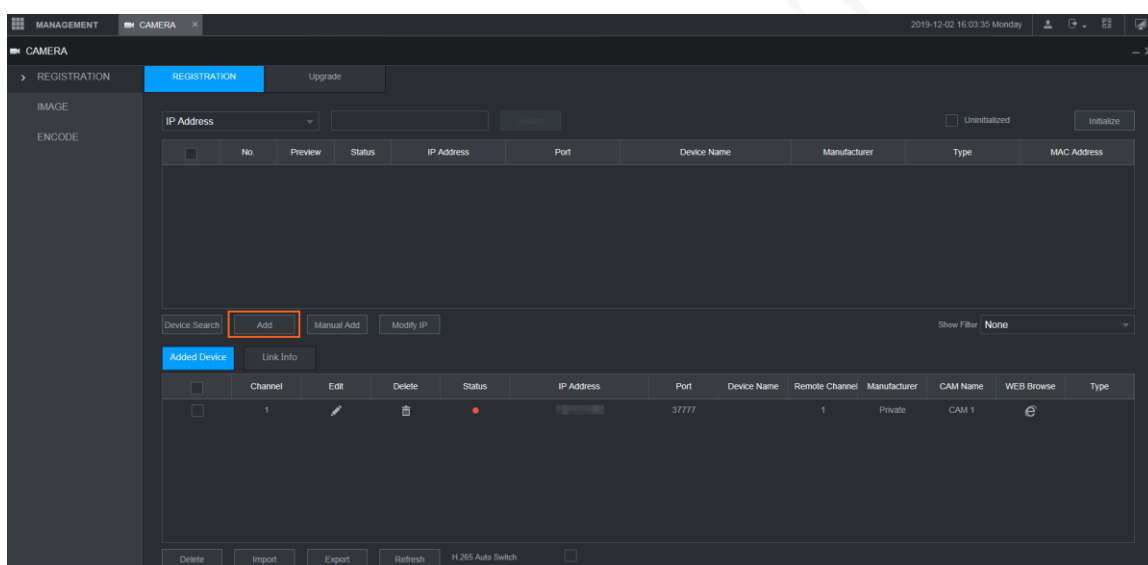 MANAGEMENT CAMERA × 2019-12-02 16:03:35 Monday
CAMERA
REGISTRATION REGISTRATION Upgrade
IMAGE
IP Address Search Uninitialized Initialize
ENCODE
No. Preview Status IP Address Port Device Name Manufacturer Type MAC Address
Device Search Add Manual Add Modify IP Show Filter None
Added Device Link Info
Channel Edit Delete Status IP Address Port Device Name Remote Channel Manufacturer CAM Name WEB Browse Type
1 37777 1 Private CAM 1
Delete Import Export Refresh H.265 Auto Switch